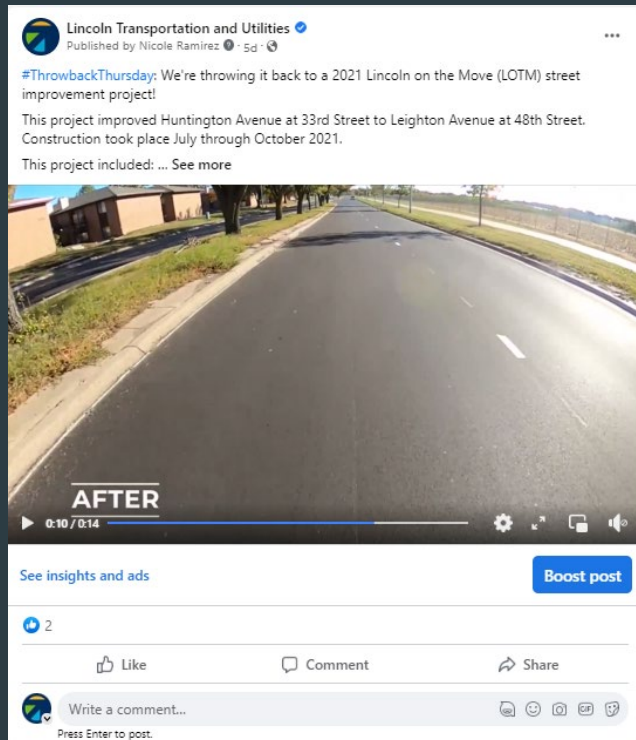 Lincoln Transportation and Utilities
Published by Nicole Ramirez · 5d ·
#ThrowbackThursday: We're throwing it back to a 2021 Lincoln on the Move (LOTM) street
improvement project!
This project improved Huntington Avenue at 33rd Street to Leighton Avenue at 48th Street.
Construction took place July through October 2021.
This project included: ... See more
AFTER
0:10 / 0:14
See insights and ads
Boost post
2
Like
Comment
Share
Write a comment...
GIF
Press Enter to post.